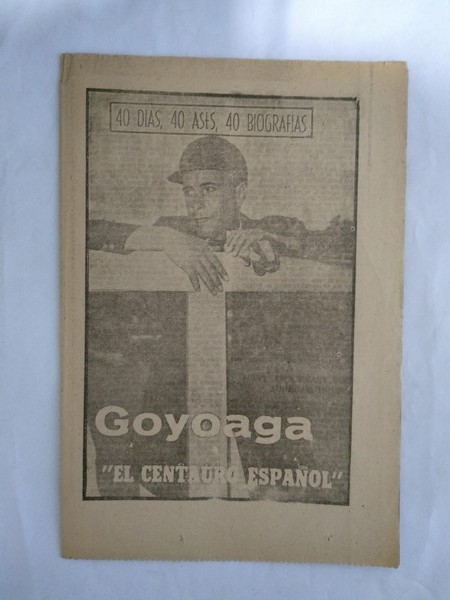 40 DIAS, 40 ASES, 40 BIOGRAFIAS
Goyoaga
"EL CENTAURO ESPAÑOL"